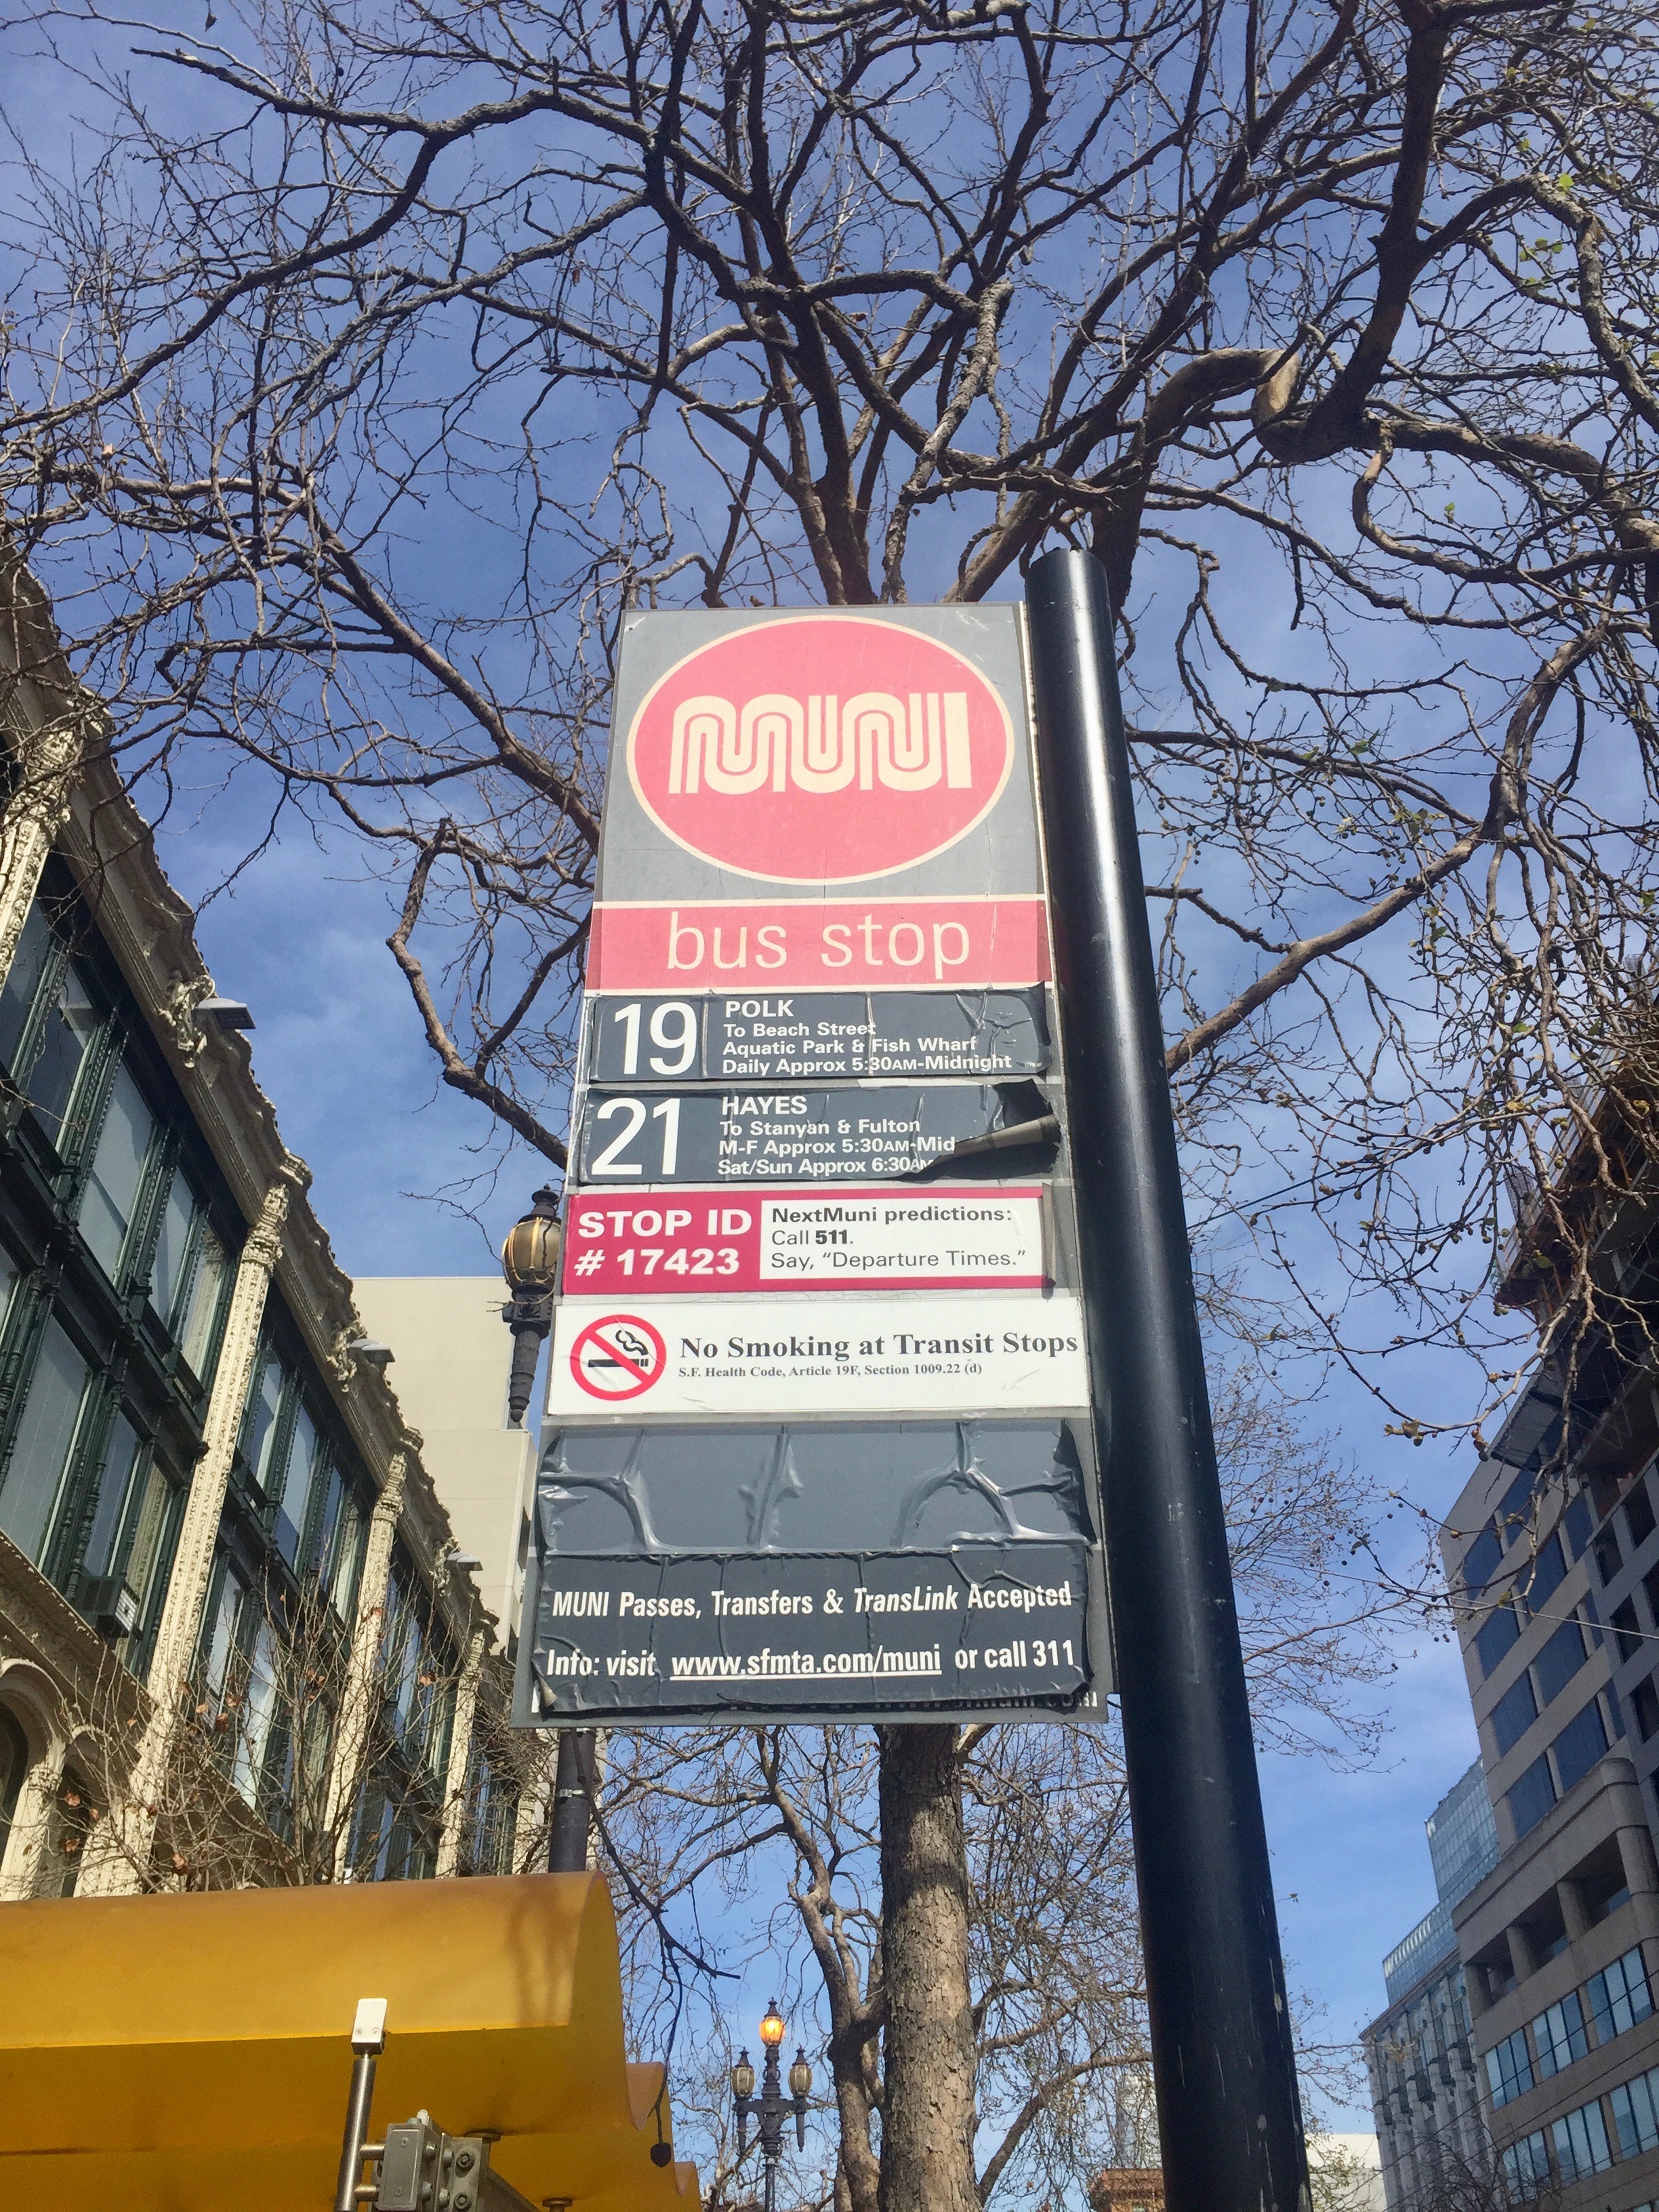 MUNI
bus stop
19
POLK
To Beach Street
Aquatic Park & Fish Wharf
Daily Approx 5:30AM-Midnight
21
HAYES
To Stanyan & Fulton
M-F Approx 5:30AM-Mid
Sat/Sun Approx 6:30AM
STOP ID
# 17423
NextMuni predictions:
Call 511.
Say, "Departure Times."
No Smoking at Transit Stops
S.F. Health Code, Article 19F, Section 1009.22 (d)
MUNI Passes, Transfers & TransLink Accepted
Info: visit www.sfmta.com/muni or call 311